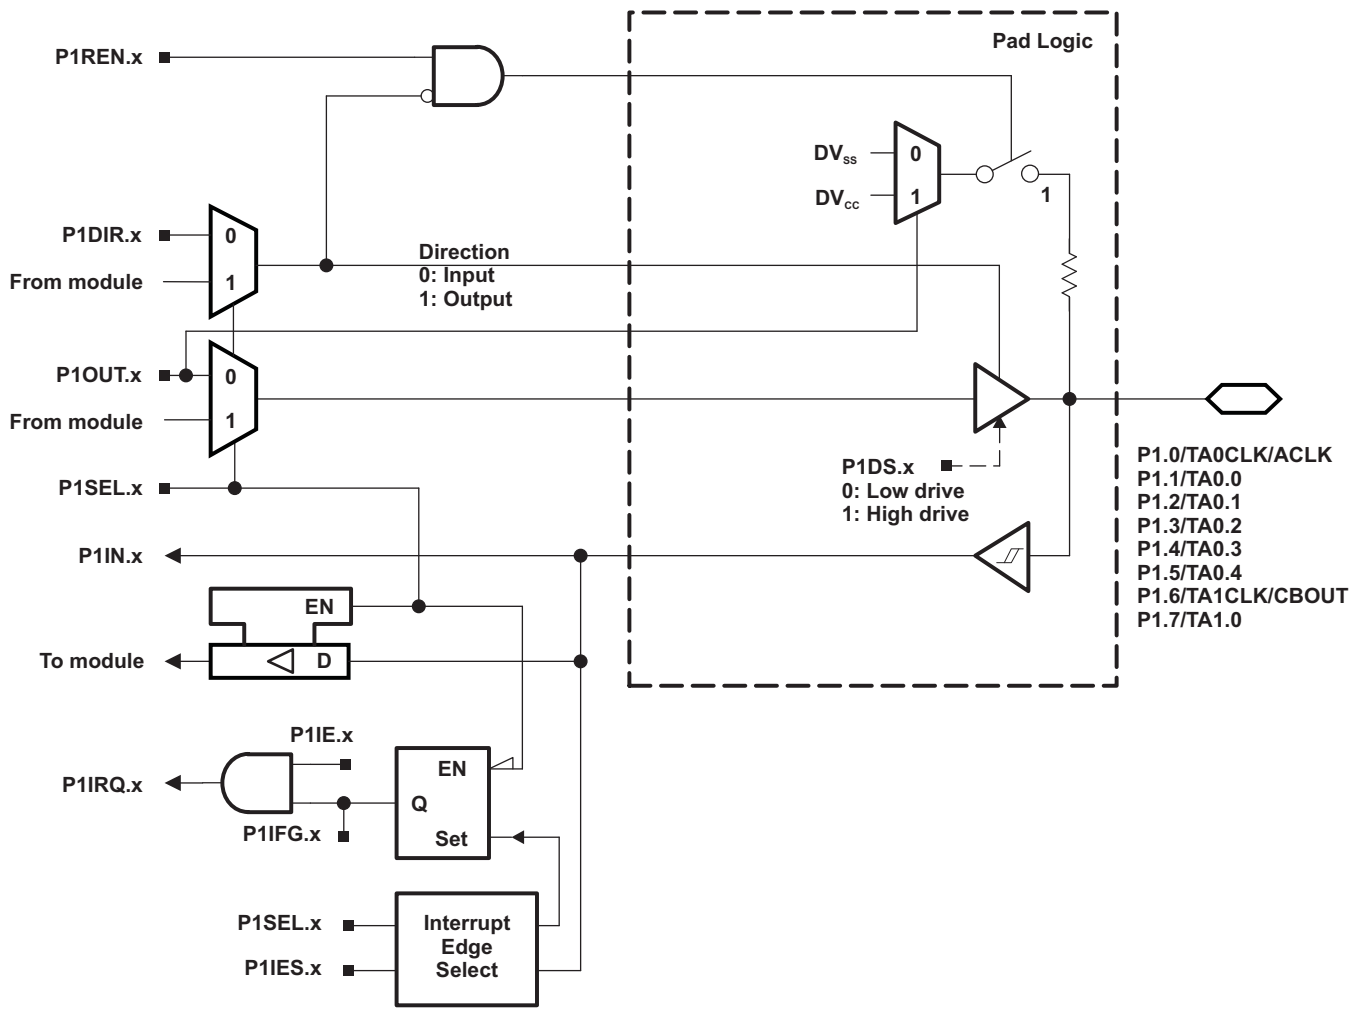 Pad Logic
P1REN.x
DVss
0
DVcc
1
1
P1DIR.x
0
From module
1
Direction
0: Input
1: Output
P1OUT.x
0
From module
1
P1SEL.x
P1DS.x
0: Low drive
1: High drive
P1.0/TA0CLK/ACLK
P1.1/TA0.0
P1.2/TA0.1
P1.3/TA0.2
P1.4/TA0.3
P1.5/TA0.4
P1.6/TA1CLK/CBOUT
P1.7/TA1.0
P1IN.x
EN
To module
D
P1IE.x
P1IRQ.x
EN
Q
Set
P1IFG.x
P1SEL.x
P1IES.x
Interrupt
Edge
Select